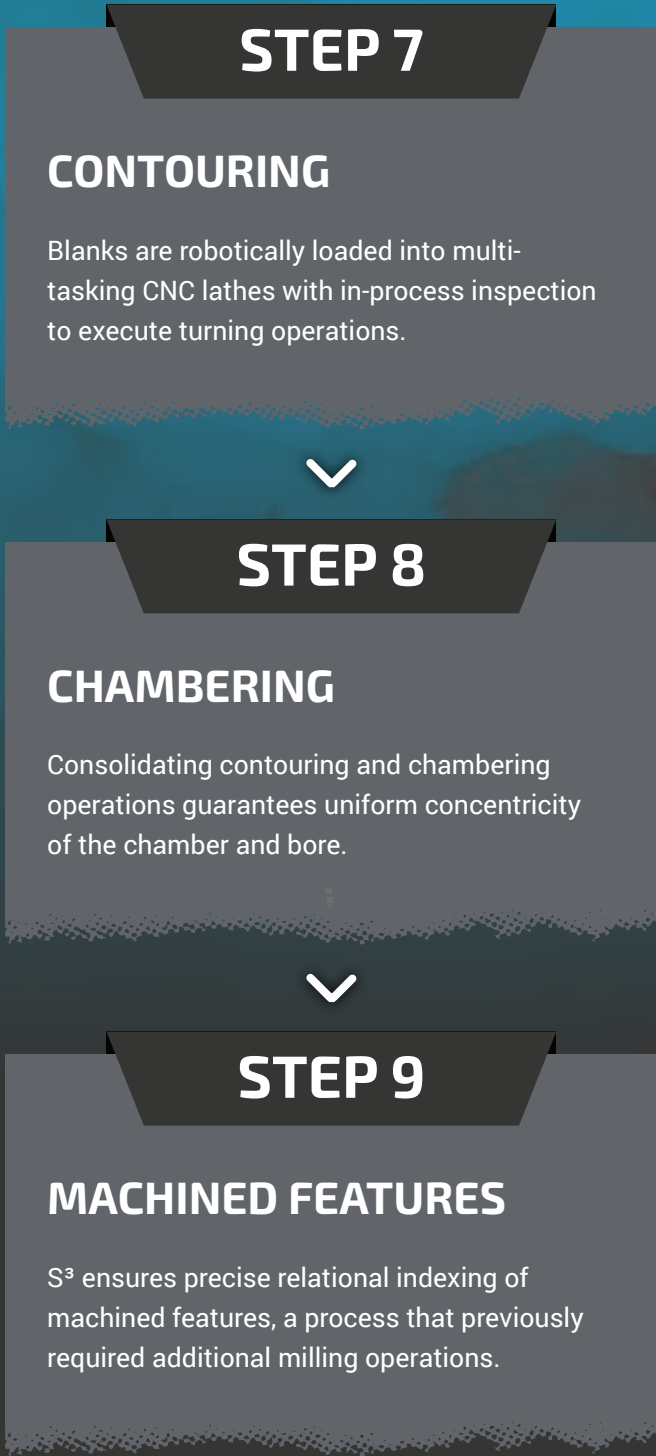 STEP 7
CONTOURING
Blanks are robotically loaded into multi-
tasking CNC lathes with in-process inspection
to execute turning operations.
STEP 8
CHAMBERING
Consolidating contouring and chambering
operations guarantees uniform concentricity
of the chamber and bore.
STEP 9
MACHINED FEATURES
S³ ensures precise relational indexing of
machined features, a process that previously
required additional milling operations.